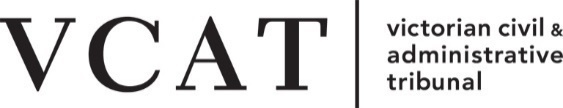 VCAT
victorian civil &
administrative
tribunal